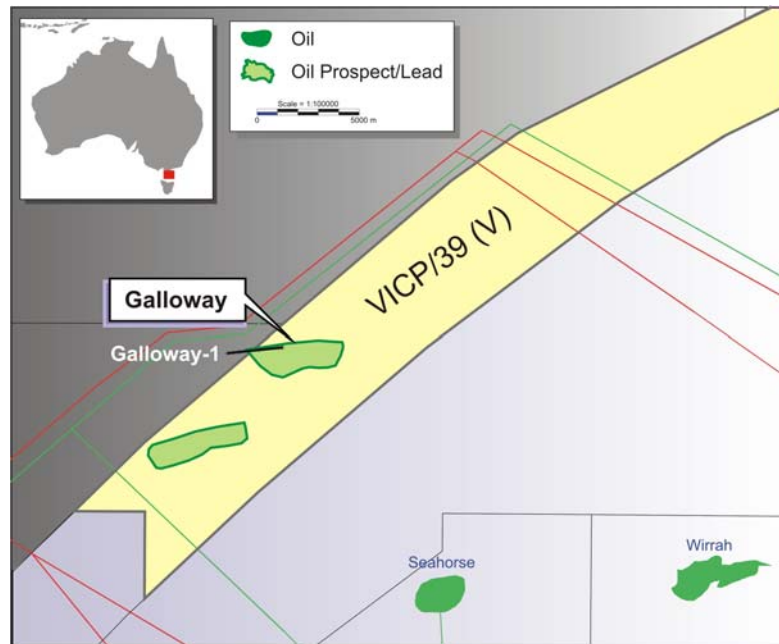 Oil
Oil Prospect/Lead
Scale = 1:100000
0 5000 m
VICP/39 (V)
Galloway
Galloway-1
Seahorse
Wirrah